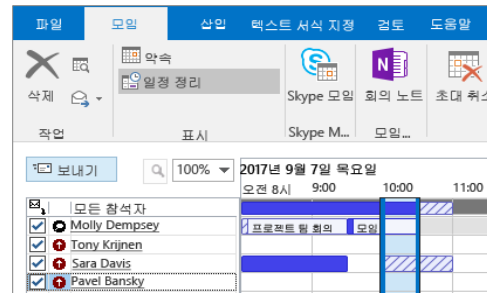 파일 모임 삽입 텍스트 서식 지정 검토 도움말
약속
일정 정리
삭제
Skype 모임 회의 노트 초대 취소
작업 표시 Skype M... 모임...
보내기 100% 2017년 9월 7일 목요일
오전 8시 9:00 10:00 11:00
모든 참석자
Molly Dempsey 프로젝트 팀 회의 모임
Tony Krijnen
Sara Davis
Pavel Bansky